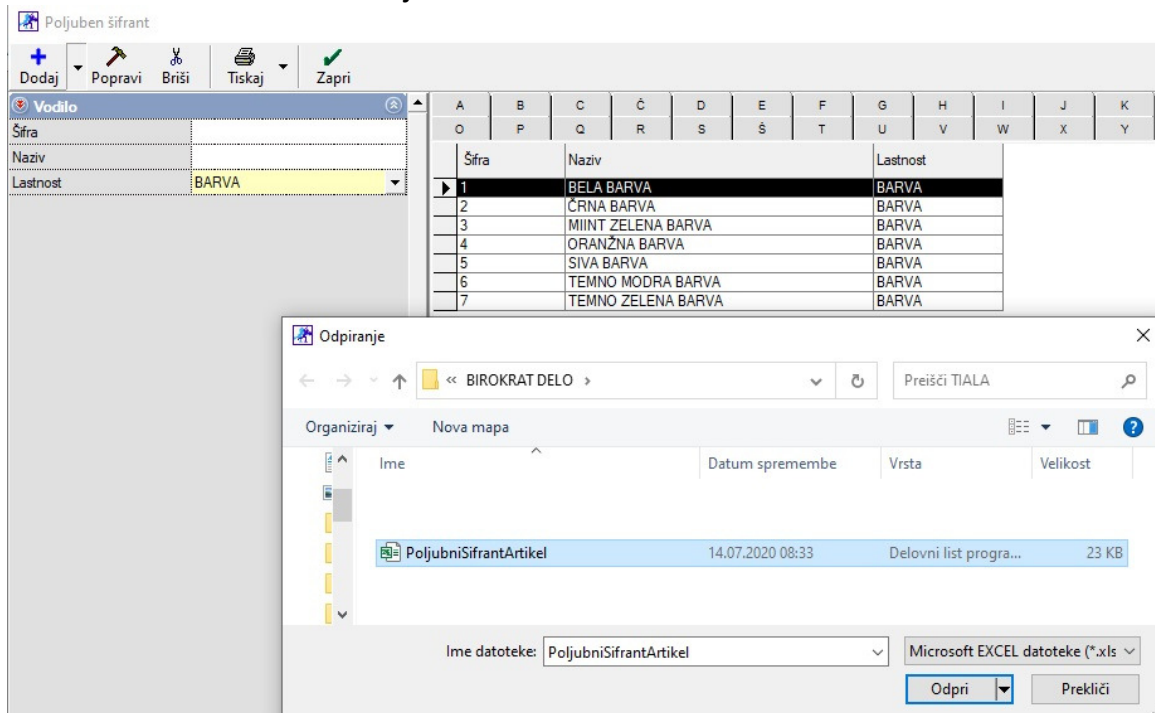 Poljuben šifrant
Dodaj Popravi Briši Tiskaj Zapri
Vodilo
Šifra
Naziv
Lastnost BARVA
A B C Č D E F G H I J K
O P Q R S Š T U V W X Y
Šifra Naziv Lastnost
1 BELA BARVA BARVA
2 ČRNA BARVA BARVA
3 MIINT ZELENA BARVA BARVA
4 ORANŽNA BARVA BARVA
5 SIVA BARVA BARVA
6 TEMNO MODRA BARVA BARVA
7 TEMNO ZELENA BARVA BARVA
Odpiranje
« BIROKRAT DELO › Preišči TIALA
Organiziraj Nova mapa
Ime Datum spremembe Vrsta Velikost
PoljubniSifrantArtikel 14.07.2020 08:33 Delovni list progra... 23 KB
Ime datoteke: PoljubniSifrantArtikel Microsoft EXCEL datoteke (*.xls
Odpri Prekliči